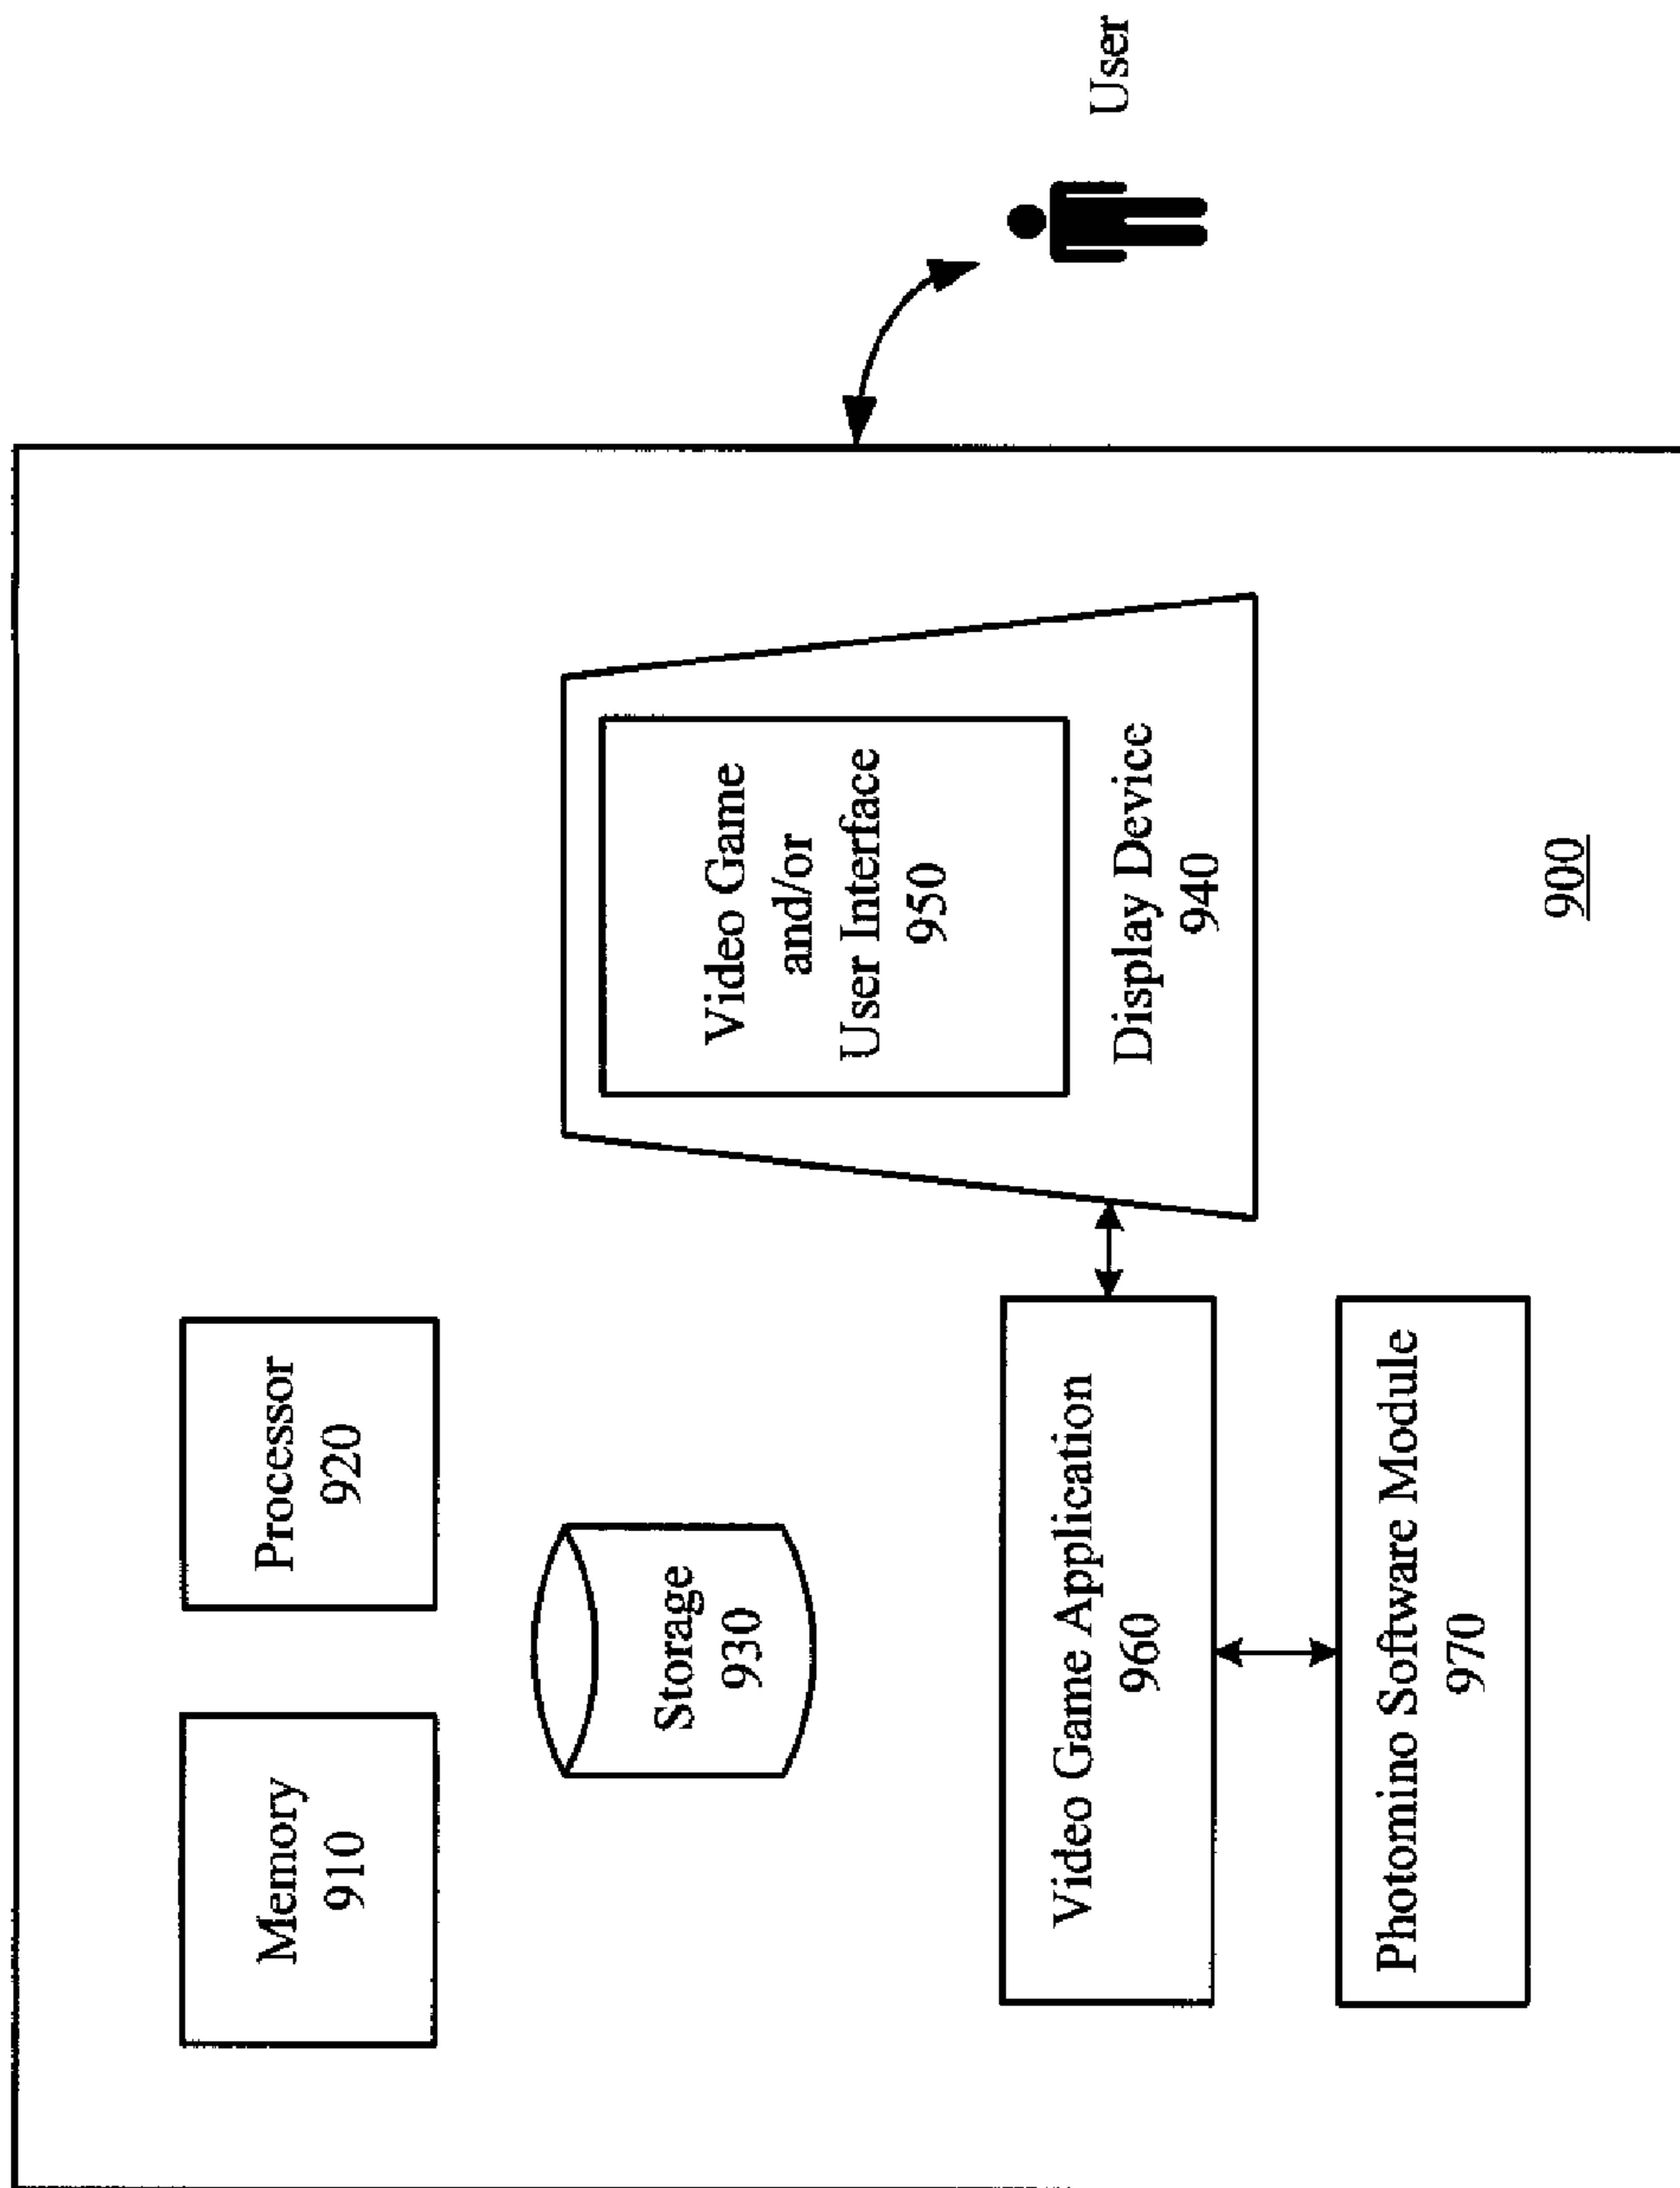 Memory
910
Processor
920
Storage
930
Video Game
and/or
User Interface
950
Display Device
940
Video Game Application
960
Photomino Software Module
970
User
900